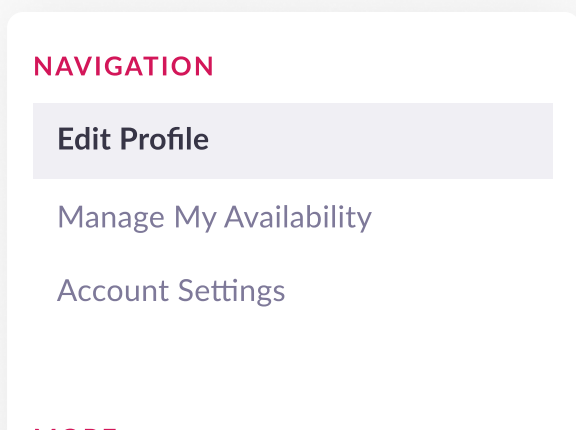 NAVIGATION
Edit Profile
Manage My Availability
Account Settings